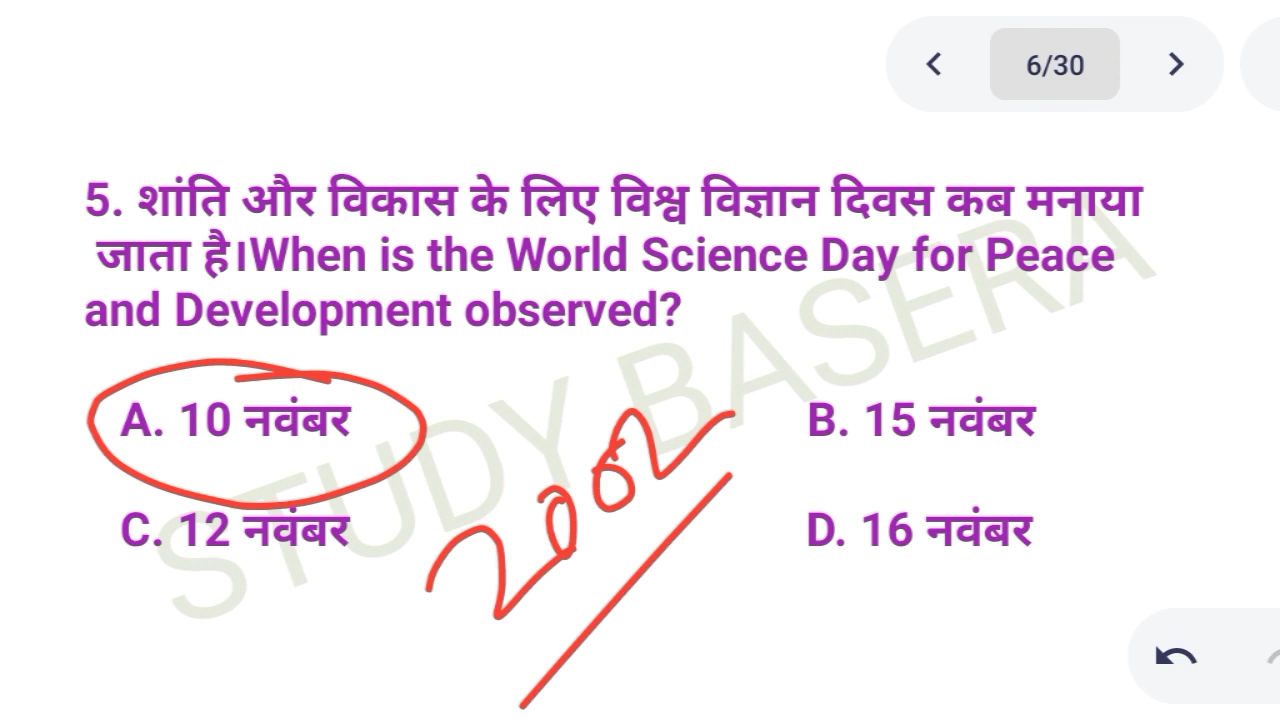 6/30
5. शांति और विकास के लिए विश्व विज्ञान दिवस कब मनाया
जाता है।When is the World Science Day for Peace
and Development observed?
A. 10 नवंबर
B. 15 नवंबर
2002
C. 12 नवंबर
D. 16 नवंबर
STUDY BASERA